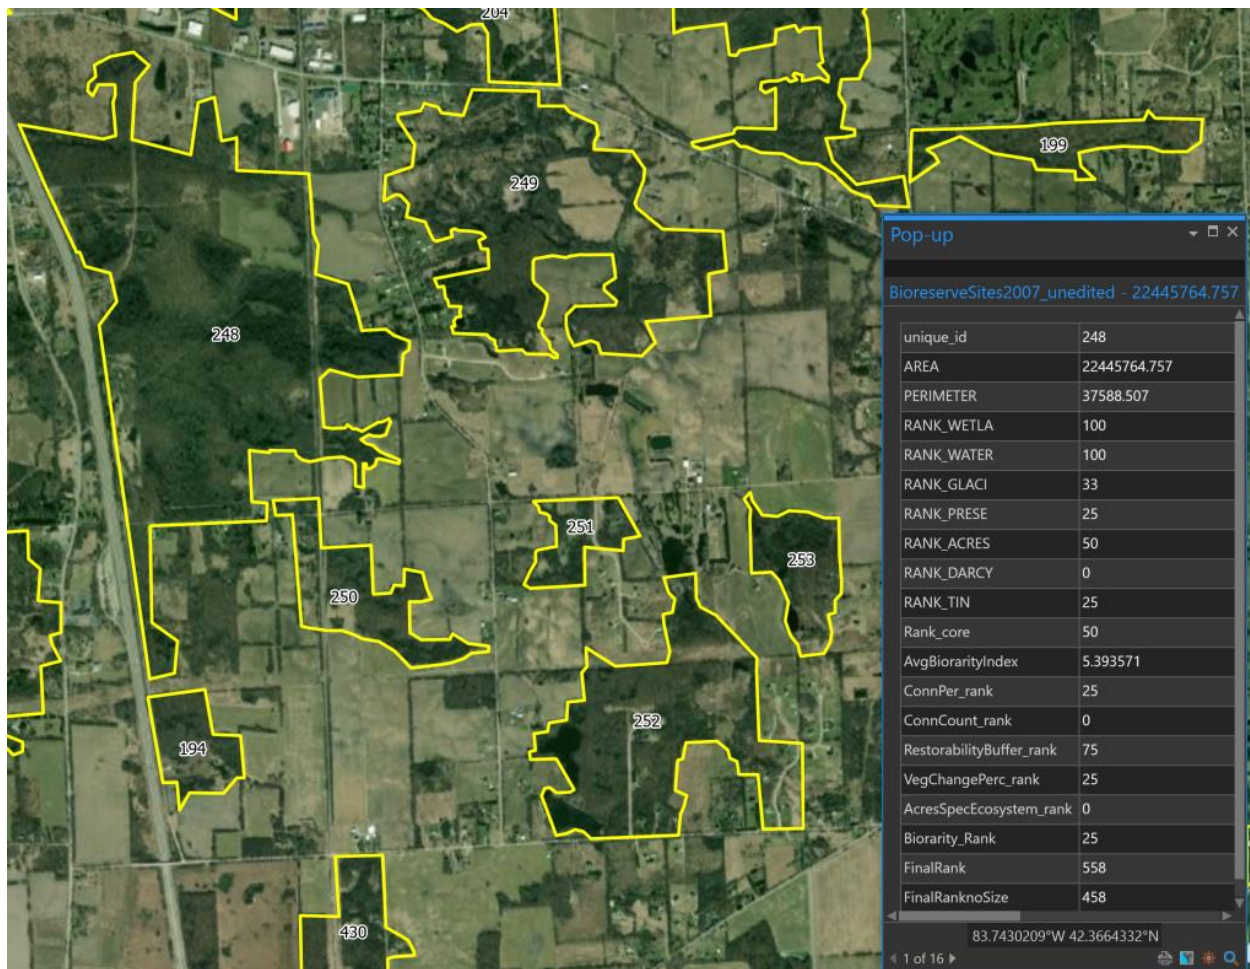 204
199
249
248
251
253
250
252
194
430
Pop-up
BioreserveSites2007_unedited - 22445764.757
unique_id 248
AREA 22445764.757
PERIMETER 37588.507
RANK_WETLA 100
RANK_WATER 100
RANK_GLACI 33
RANK_PRESE 25
RANK_ACRES 50
RANK_DARCY 0
RANK_TIN 25
Rank_core 50
AvgBiorarityIndex 5.393571
ConnPer_rank 25
ConnCount_rank 0
RestorabilityBuffer_rank 75
VegChangePerc_rank 25
AcresSpecEcosystem_rank 0
Biorarity_Rank 25
FinalRank 558
FinalRanknoSize 458
83.7430209°W 42.3664332°N
1 of 16